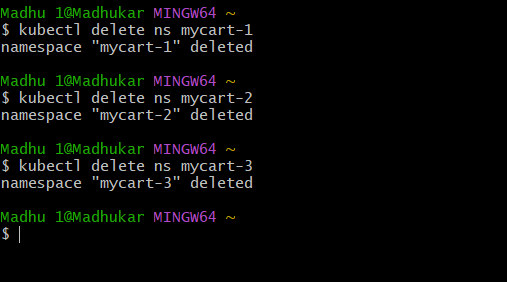 Madhu 1@Madhukar MINGW64 ~
$ kubectl delete ns mycart-1
namespace "mycart-1" deleted
Madhu 1@Madhukar MINGW64 ~
$ kubectl delete ns mycart-2
namespace "mycart-2" deleted
Madhu 1@Madhukar MINGW64 ~
$ kubectl delete ns mycart-3
namespace "mycart-3" deleted
Madhu 1@Madhukar MINGW64 ~
$